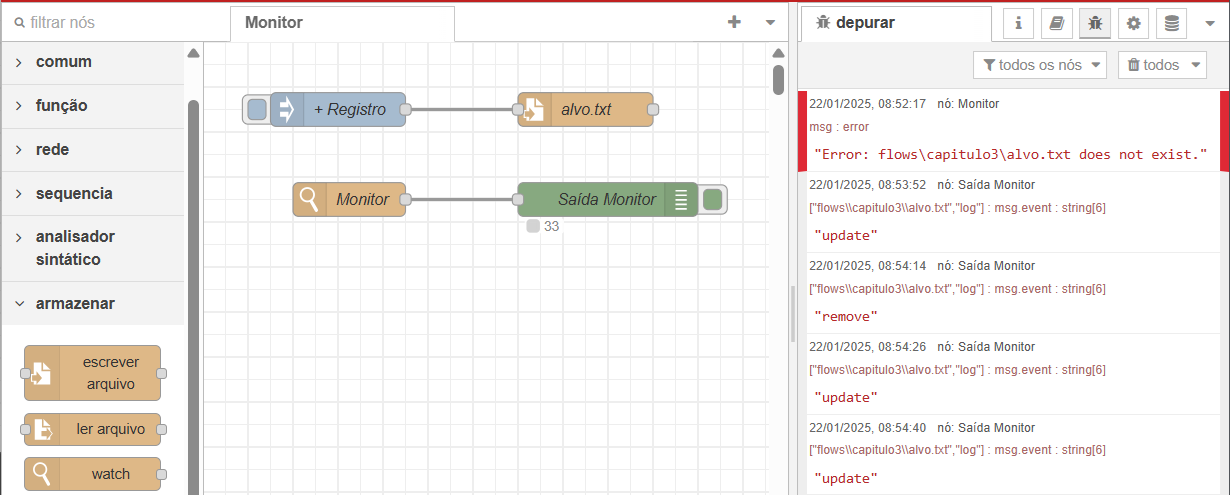 filtrar nós
comum
função
rede
sequencia
analisador
sintático
armazenar
escrever
arquivo
ler arquivo
watch
Monitor
+ Registro
alvo.txt
Monitor
Saída Monitor
33
depurar
todos os nós
todos
22/01/2025, 08:52:17 nó: Monitor
msg : error
"Error: flows\capitulo3\alvo.txt does not exist."
22/01/2025, 08:53:52 nó: Saída Monitor
["flows\\capitulo3\\alvo.txt","log"] : msg.event : string[6]
"update"
22/01/2025, 08:54:14 nó: Saída Monitor
["flows\\capitulo3\\alvo.txt","log"] : msg.event : string[6]
"remove"
22/01/2025, 08:54:26 nó: Saída Monitor
["flows\\capitulo3\\alvo.txt","log"] : msg.event : string[6]
"update"
22/01/2025, 08:54:40 nó: Saída Monitor
["flows\\capitulo3\\alvo.txt","log"] : msg.event : string[6]
"update"